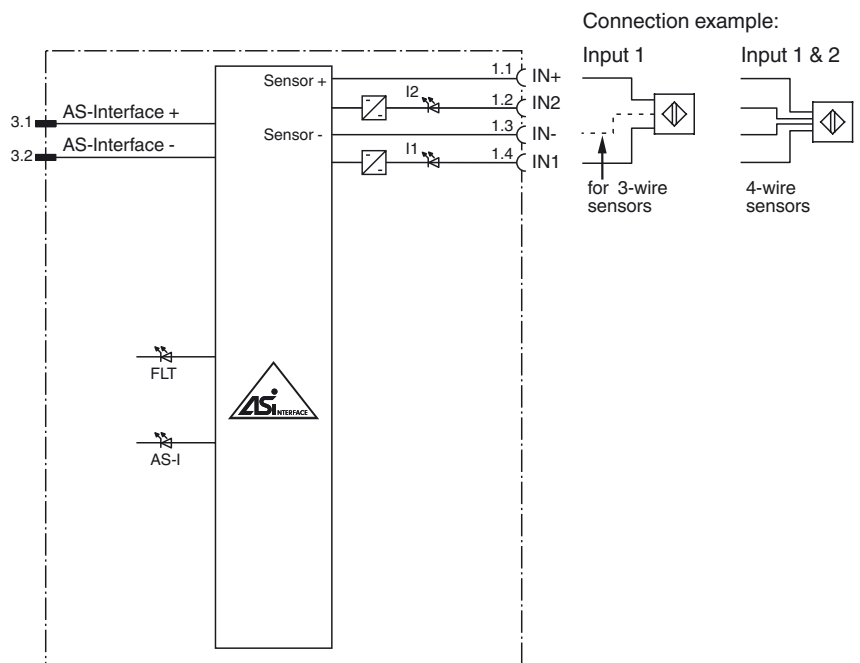 Connection example:
Input 1
Input 1 & 2
Sensor +
1.1
IN+
I2
1.2
IN2
3.1
AS-Interface +
Sensor -
1.3
IN-
3.2
AS-Interface -
I1
1.4
IN1
for 3-wire
sensors
4-wire
sensors
FLT
ASi
INTERFACE
AS-I